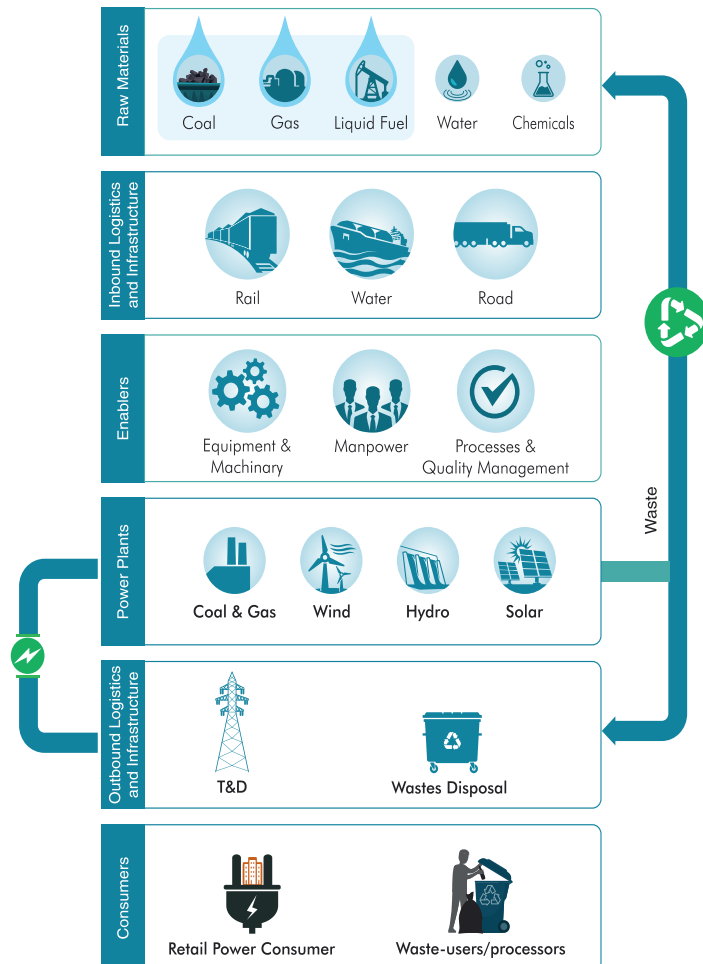 Raw Materials
Coal
Gas
Liquid Fuel
Water
Chemicals
Inbound Logistics
and Infrastructure
Rail
Water
Road
Enablers
Equipment &
Machinary
Manpower
Processes &
Quality Management
Waste
Power Plants
Coal & Gas
Wind
Hydro
Solar
Outbound Logistics
and Infrastructure
T&D
Wastes Disposal
Consumers
Retail Power Consumer
Waste-users/processors